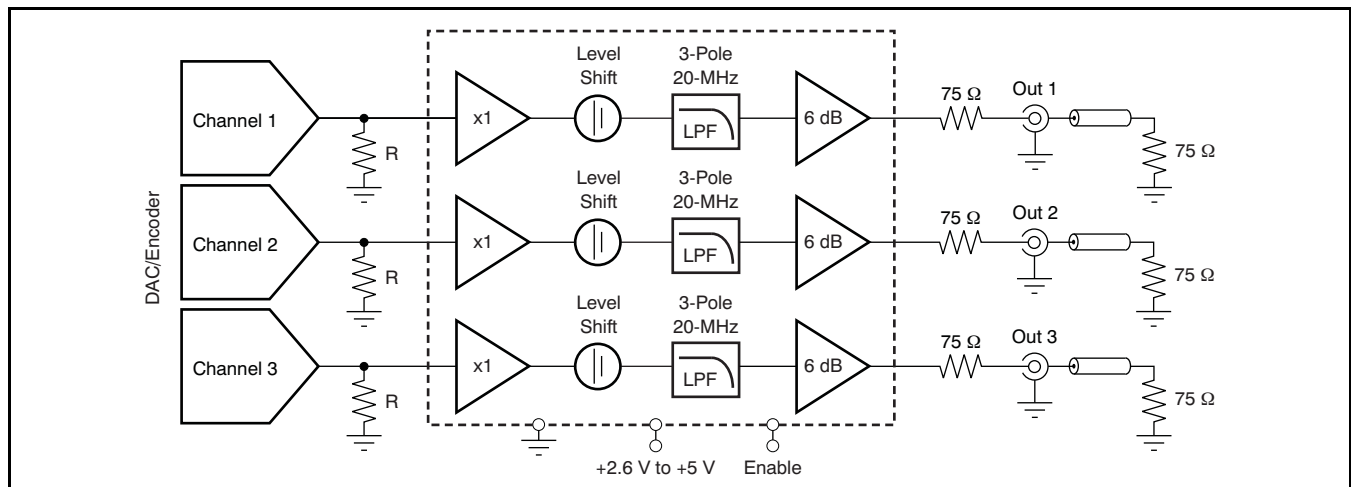 DAC/Encoder
Channel 1
R
x1
Level
Shift
3-Pole
20-MHz
LPF
6 dB
75 Ω
Out 1
75 Ω
Channel 2
R
x1
Level
Shift
3-Pole
20-MHz
LPF
6 dB
75 Ω
Out 2
75 Ω
Channel 3
R
x1
Level
Shift
3-Pole
20-MHz
LPF
6 dB
75 Ω
Out 3
75 Ω
+2.6 V to +5 V
Enable